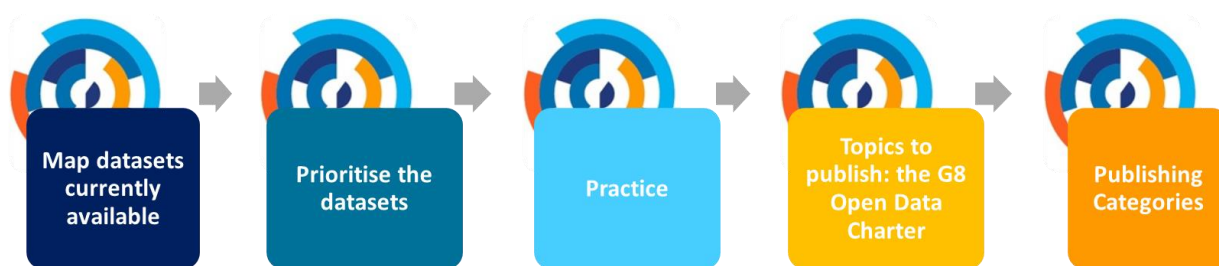 Map datasets
currently
available
Prioritise the
datasets
Practice
Topics to
publish: the G8
Open Data
Charter
Publishing
Categories